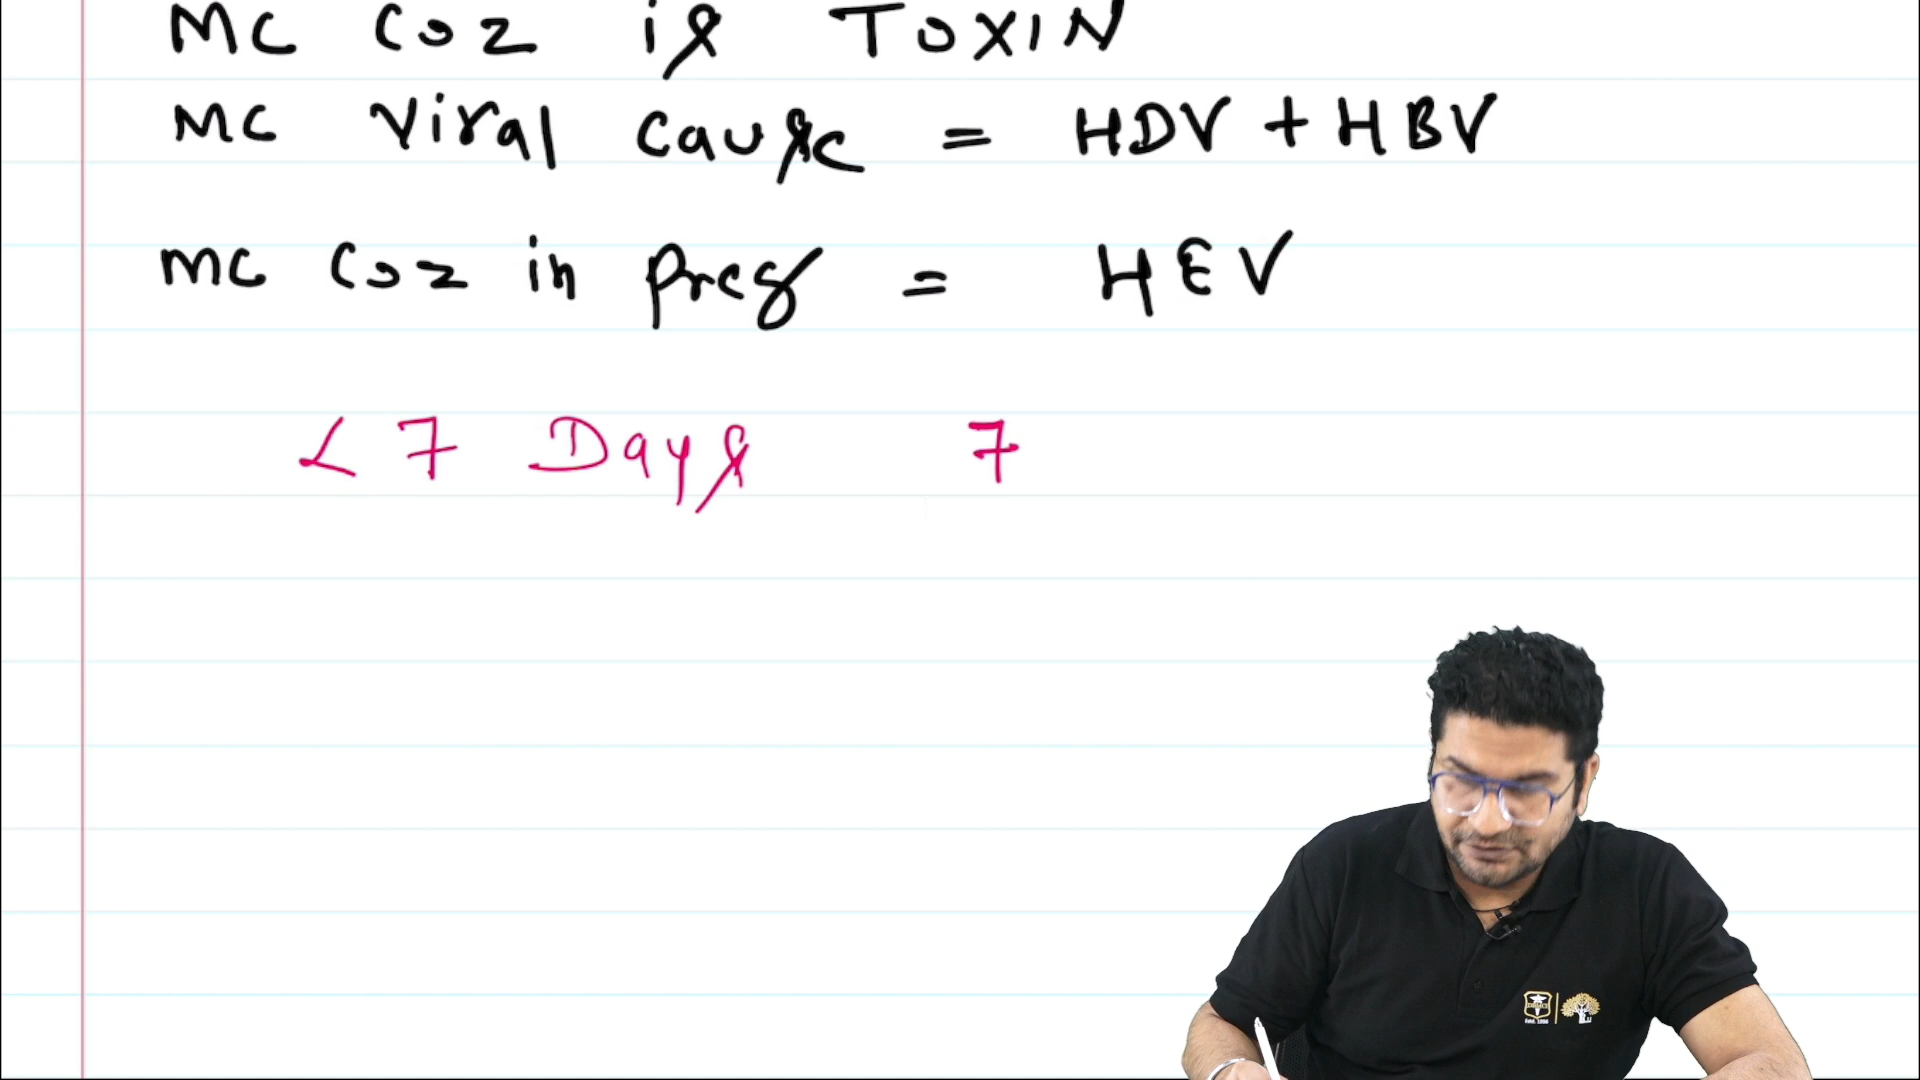 MC Coz is TOXIN
MC Viral Cause = HDV + HBV
MC Coz in preg = HEV
< 7 Days 7